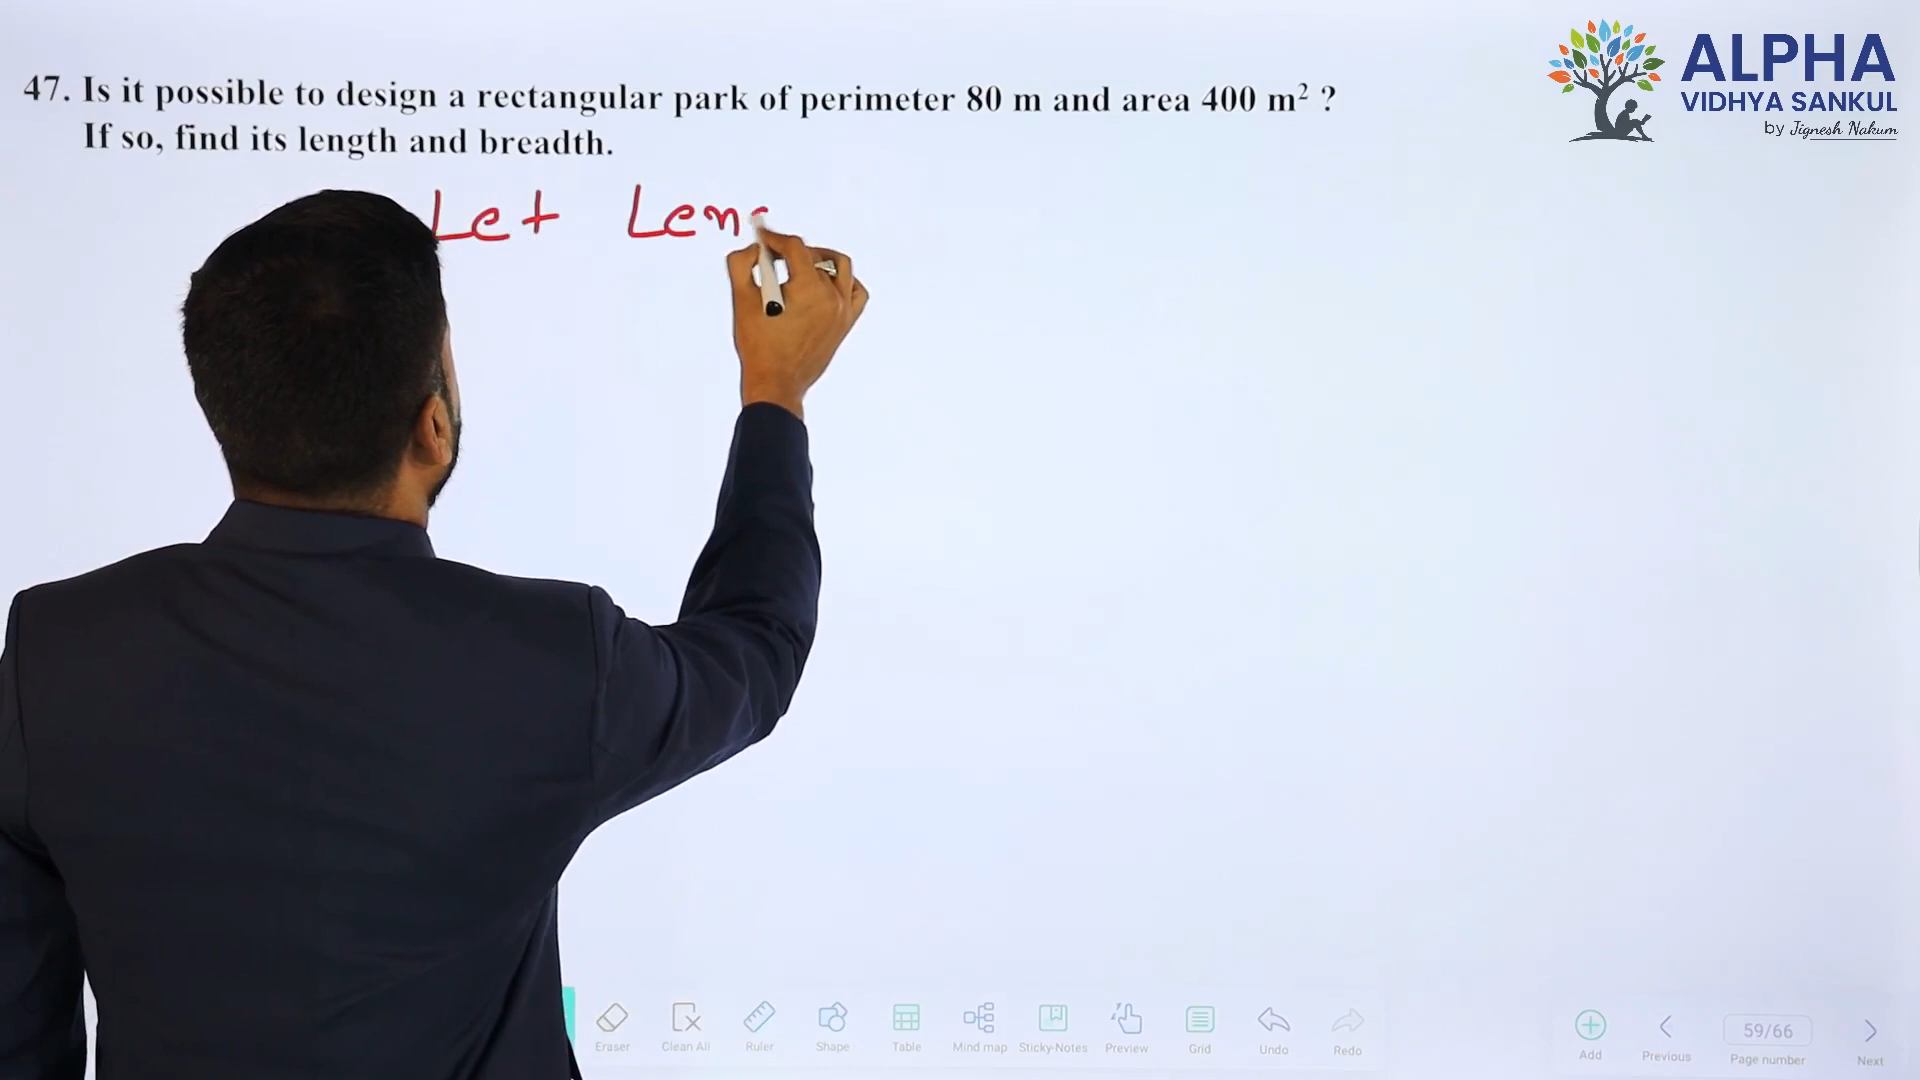 47. Is it possible to design a rectangular park of perimeter 80 m and area 400 m² ?
If so, find its length and breadth.
ALPHA
VIDHYA SANKUL
by Jignesh Nakum
Let Leng
Eraser
Clean All
Ruler
Shape
Table
Mind map
Sticky-Notes
Preview
Grid
Undo
Redo
Add
Previous
59/66
Page number
Next